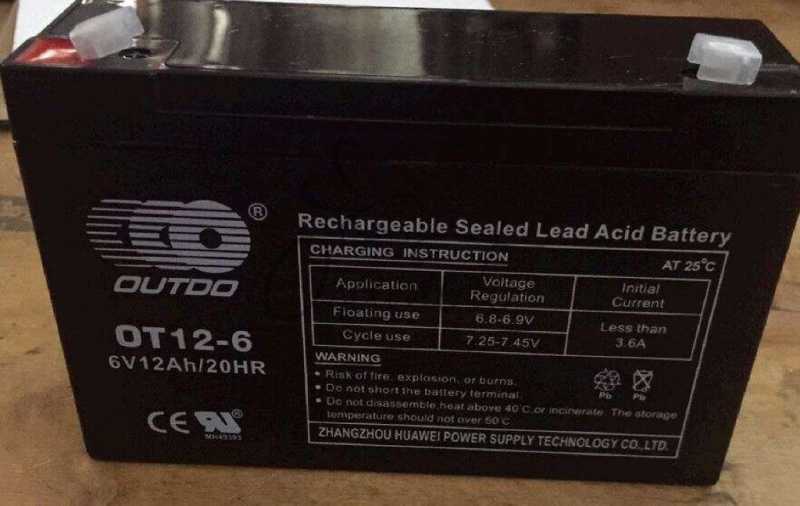 OUTDO ®
OT12-6
6V12Ah/20HR
CE
MH49393
Rechargeable Sealed Lead Acid Battery
CHARGING INSTRUCTION AT 25°C
Application Voltage Regulation Initial Current
Floating use 6.8-6.9V Less than 3.6A
Cycle use 7.25-7.45V
WARNING
• Risk of fire, explosion, or burns.
• Do not short the battery terminal.
• Do not disassemble,heat above 40°C,or incinerate. The storage
temperature should not over 50°C
Pb Pb
ZHANGZHOU HUAWEI POWER SUPPLY TECHNOLOGY CO.,LTD.